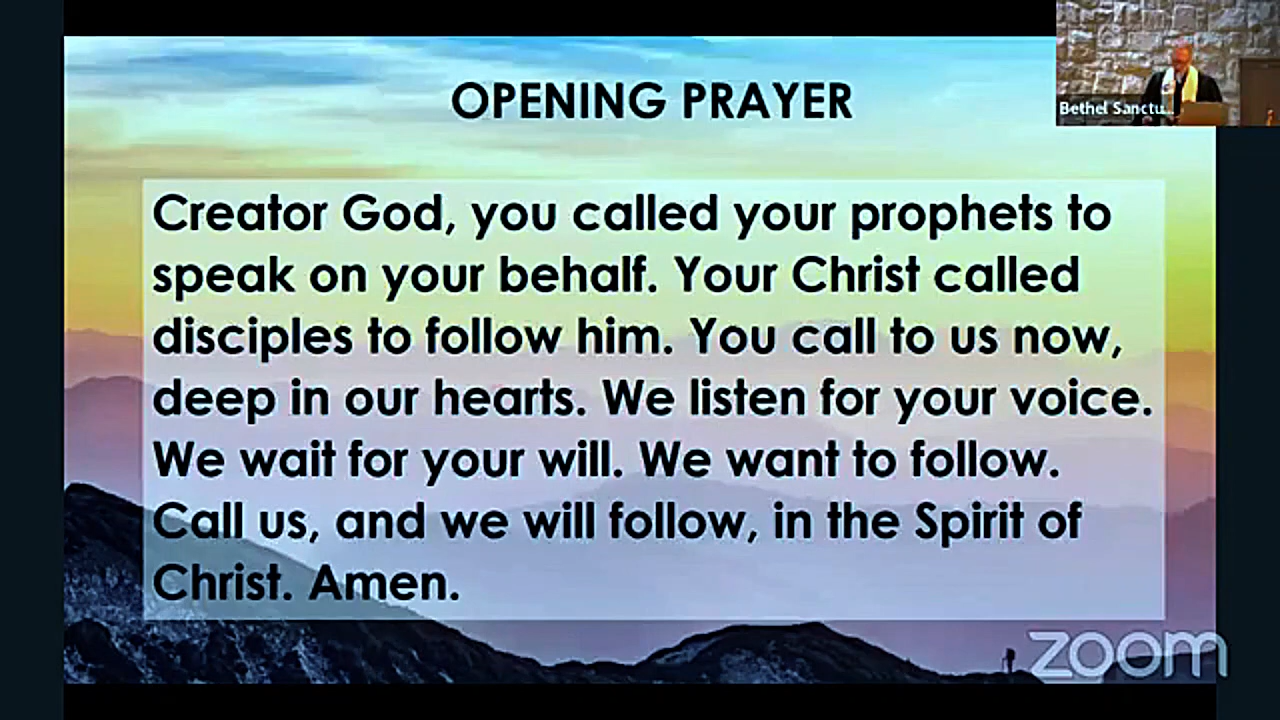 OPENING PRAYER
Bethel Sanctu...
Creator God, you called your prophets to
speak on your behalf. Your Christ called
disciples to follow him. You call to us now,
deep in our hearts. We listen for your voice.
We wait for your will. We want to follow.
Call us, and we will follow, in the Spirit of
Christ. Amen.
zoom